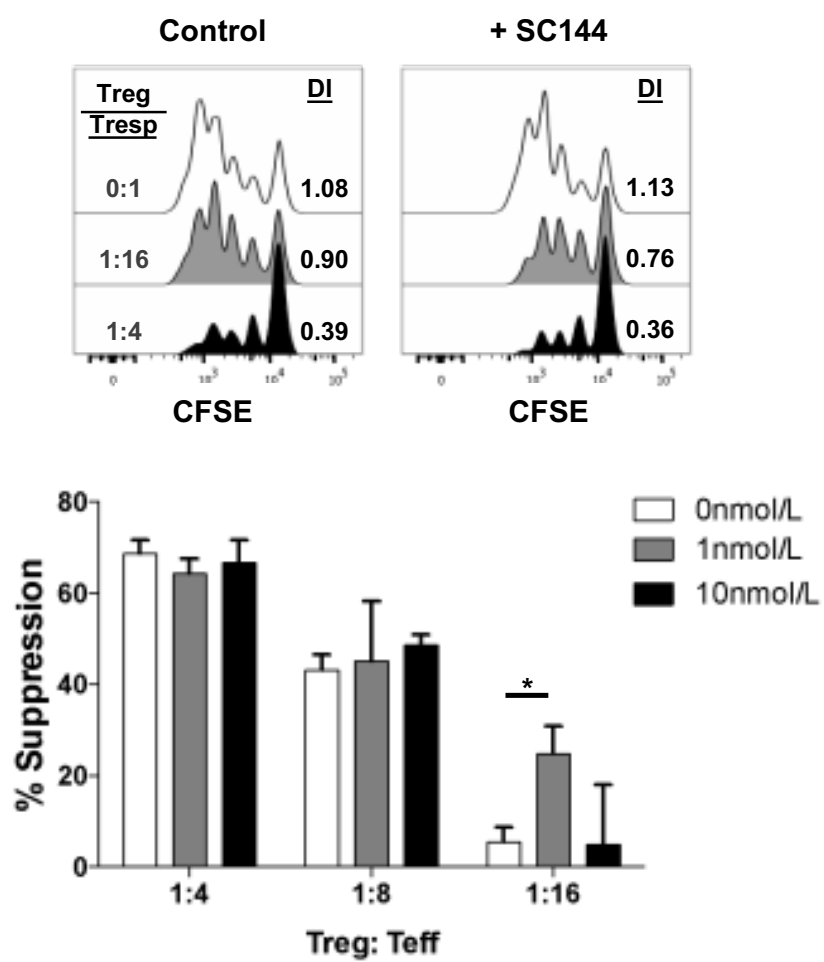 Control
+ SC144
Treg
Tresp
DI
0:1
1.08
1:16
0.90
1:4
0.39
0
10³
10⁴
10⁵
CFSE
DI
1.13
0.76
0.36
0
10³
10⁴
10⁵
CFSE
80
60
40
20
0
% Suppression
*
0nmol/L
1nmol/L
10nmol/L
1:4
1:8
1:16
Treg: Teff